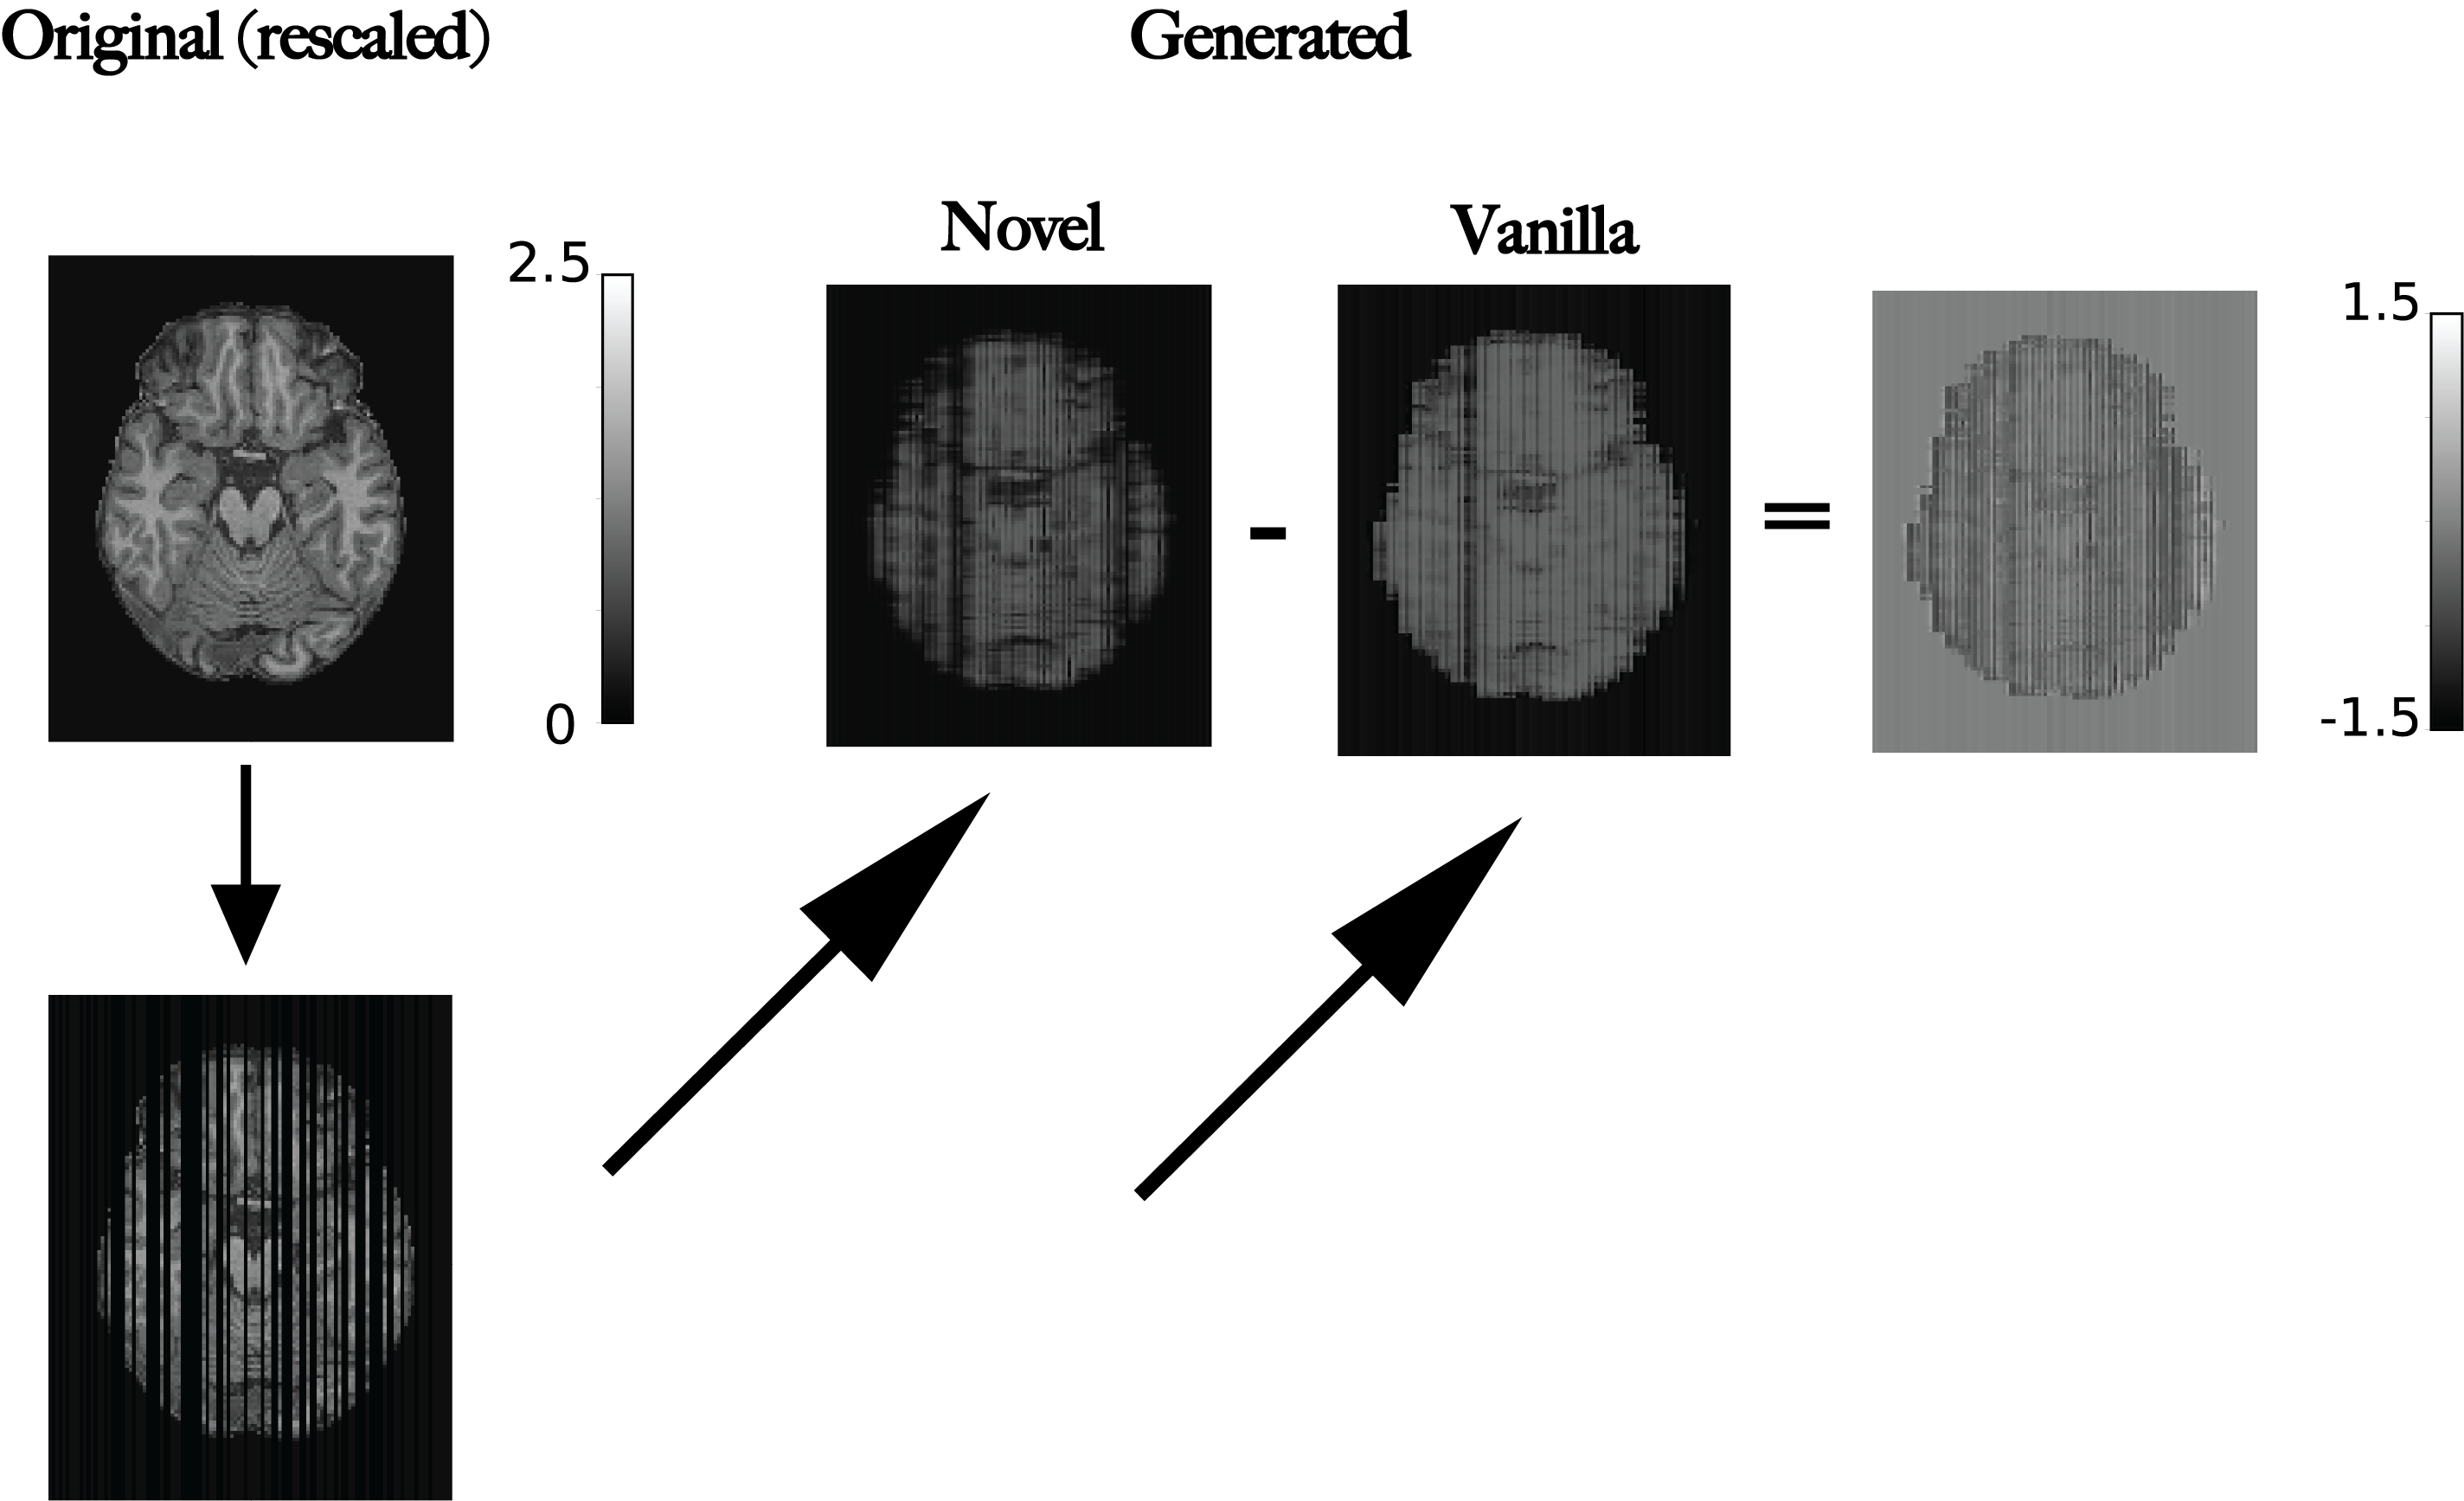 Original (rescaled)
Generated
Novel
Vanilla
2.5
0
-
=
1.5
-1.5